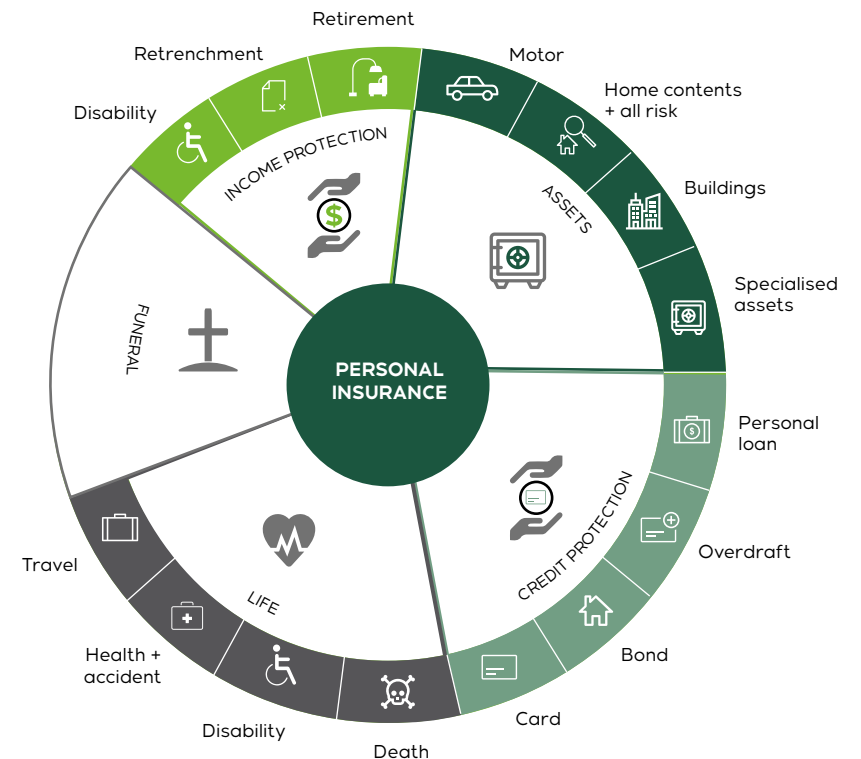 Retirement
Retrenchment
Disability
Motor
Home contents
+ all risk
Buildings
Specialised
assets
INCOME PROTECTION
$
ASSETS
FUNERAL
PERSONAL
INSURANCE
Personal
loan
$
Overdraft
Bond
Card
CREDIT PROTECTION
LIFE
Travel
Health +
accident
Disability
Death